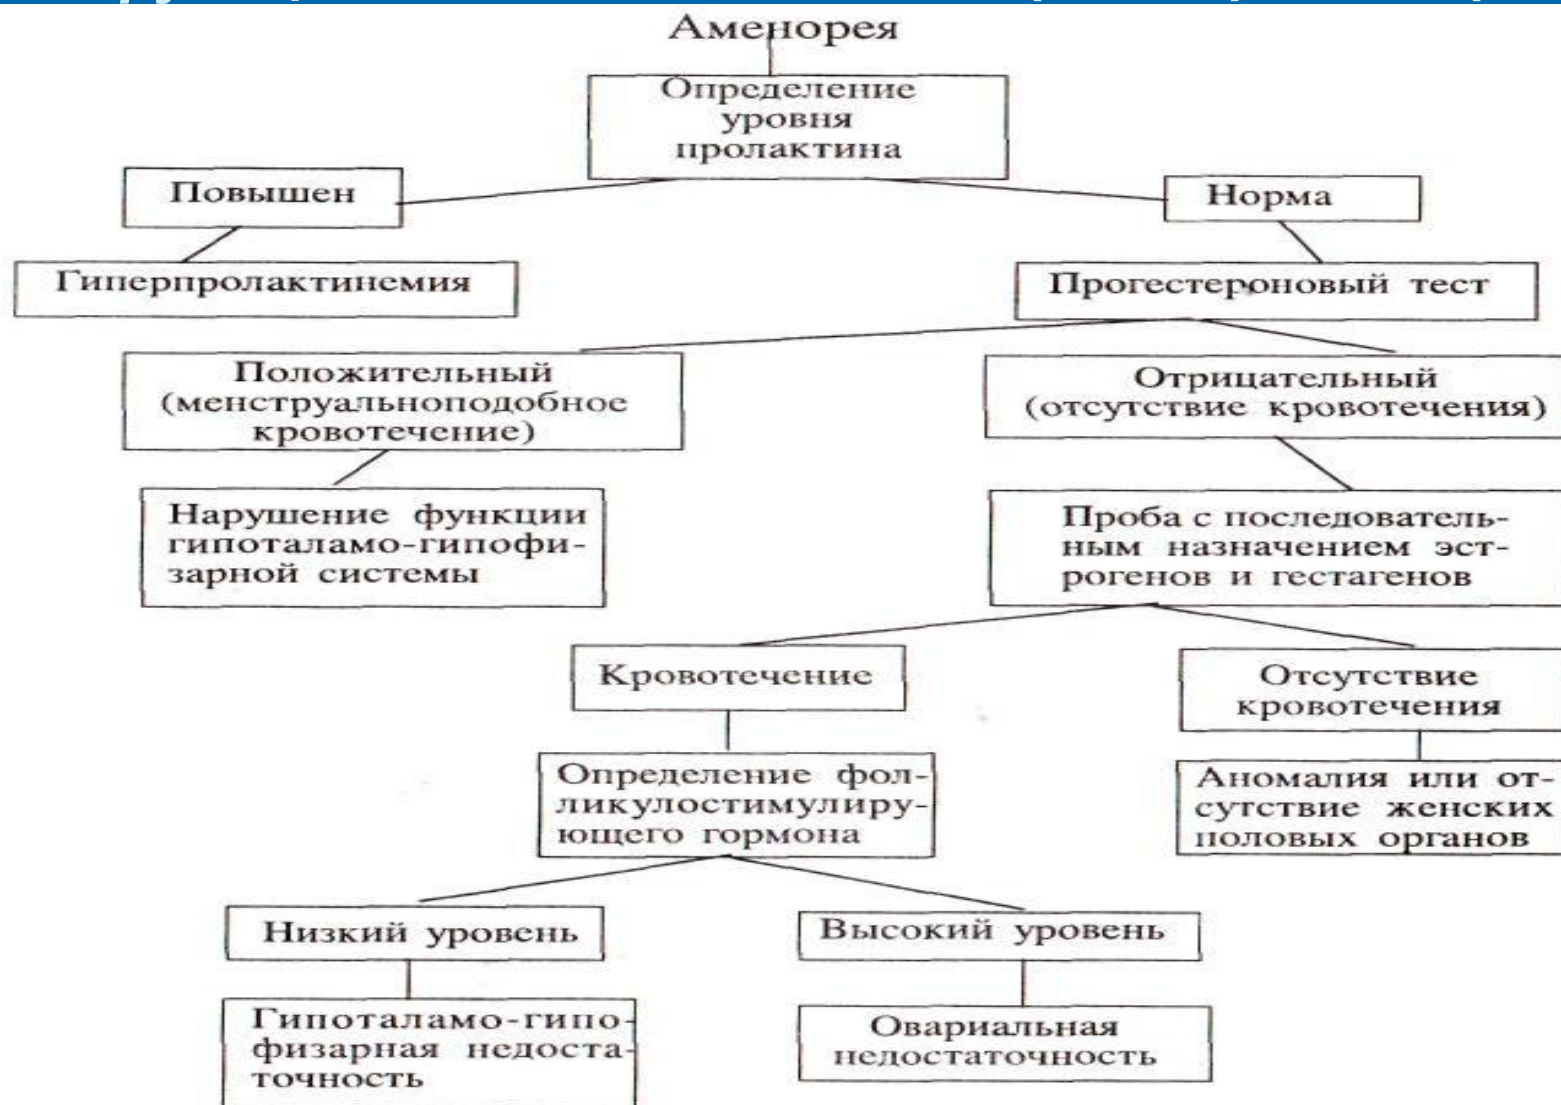 Аменорея
Определение
уровня
пролактина
Повышен
Норма
Гиперпролактинемия
Прогестероновый тест
Положительный
(менструальноподобное
кровотечение)
Отрицательный
(отсутствие кровотечения)
Нарушение функции
гипоталамо-гипофи-
зарной системы
Проба с последователь-
ным назначением эст-
рогенов и гестагенов
Кровотечение
Отсутствие
кровотечения
Определение фол-
ликулостимулиру-
ющего гормона
Аномалия или от-
сутствие женских
половых органов
Низкий уровень
Высокий уровень
Гипоталамо-гипо-
физарная недоста-
точность
Овариальная
недостаточность